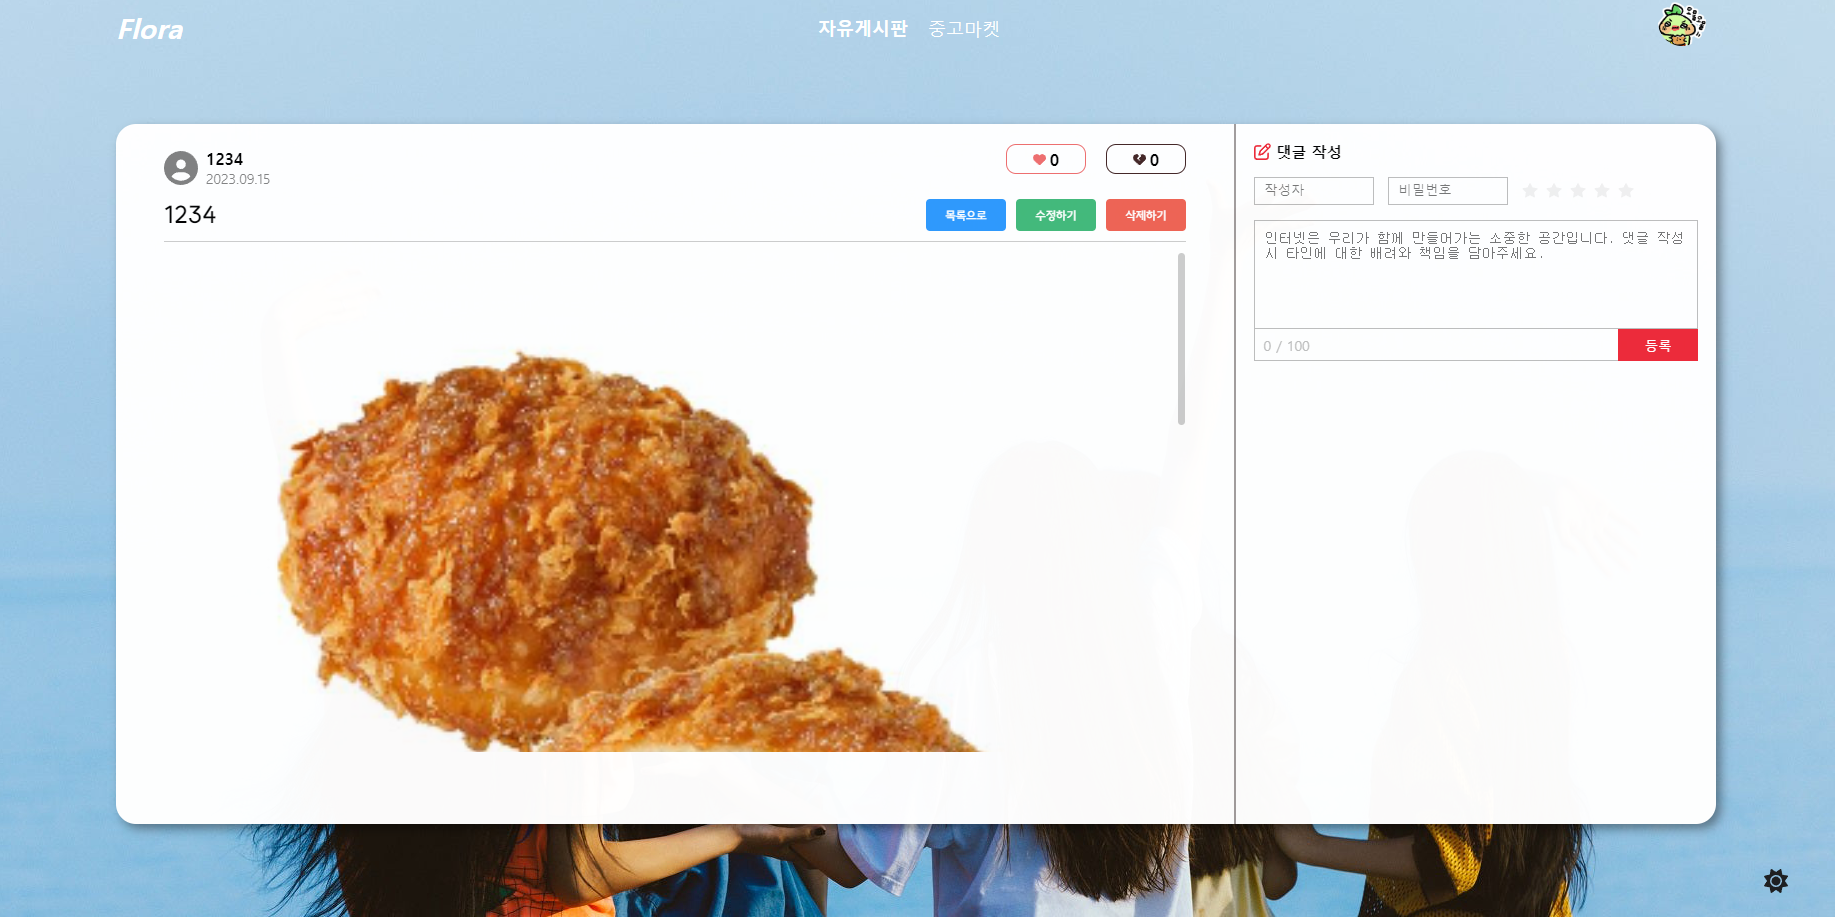 Flora
자유게시판 중고마켓
1234
2023.09.15
0 0
1234
목록으로 수정하기 삭제하기
댓글 작성
작성자 비밀번호
인터넷은 우리가 함께 만들어가는 소중한 공간입니다. 댓글 작성
시 타인에 대한 배려와 책임을 담아주세요.
0 / 100
등록